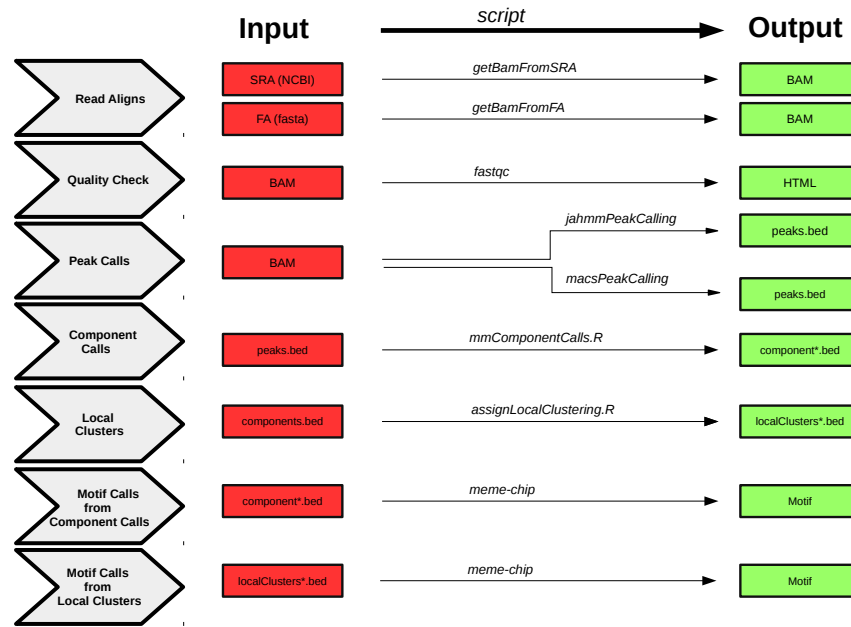 Input
script
Output
Read Aligns
SRA (NCBI)
getBamFromSRA
BAM
FA (fasta)
getBamFromFA
BAM
Quality Check
BAM
fastqc
HTML
Peak Calls
BAM
jahmmPeakCalling
peaks.bed
macsPeakCalling
peaks.bed
Component
Calls
peaks.bed
mmComponentCalls.R
component*.bed
Local
Clusters
components.bed
assignLocalClustering.R
localClusters*.bed
Motif Calls
from
Component Calls
component*.bed
meme-chip
Motif
Motif Calls
from
Local Clusters
localClusters*.bed
meme-chip
Motif